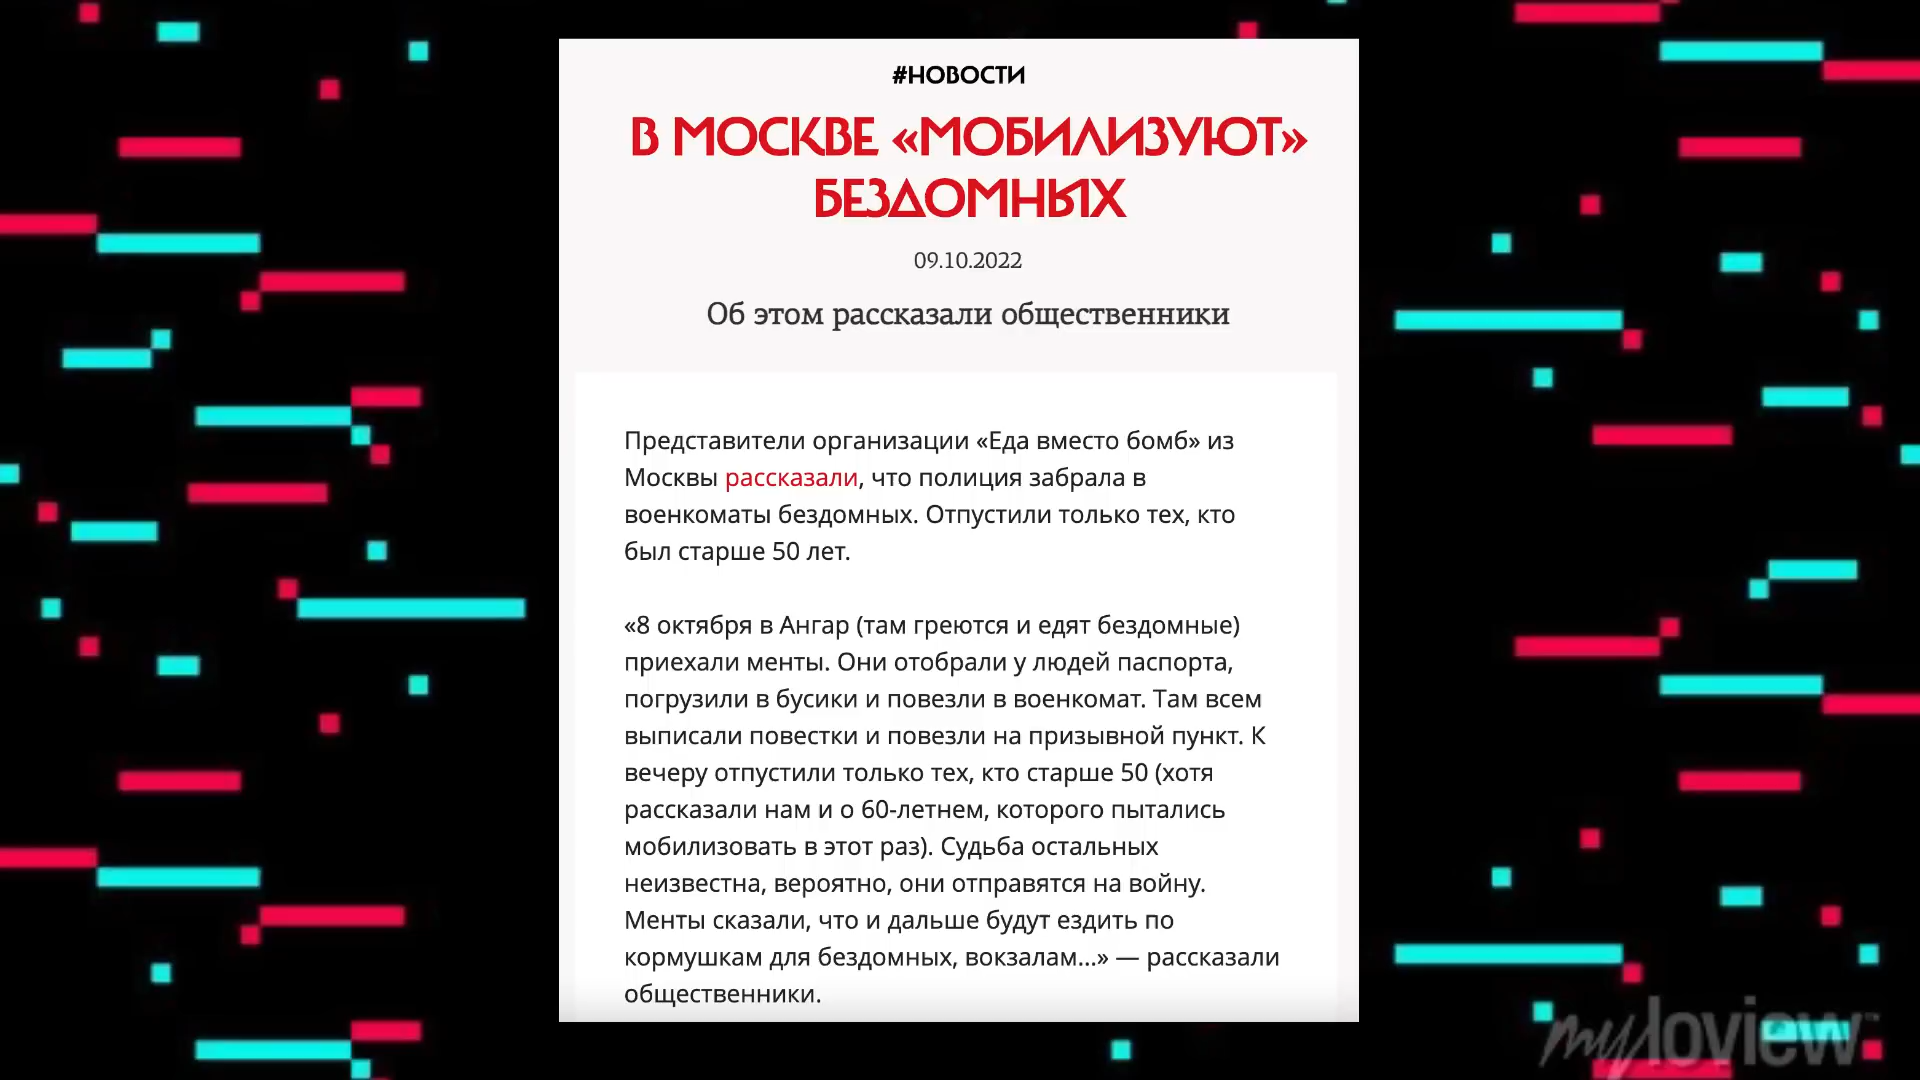 #НОВОСТИ
В МОСКВЕ «МОБИЛИЗУЮТ»
БЕЗДОМНЫХ
09.10.2022
Об этом рассказали общественники
Представители организации «Еда вместо бомб» из
Москвы рассказали, что полиция забрала в
военкоматы бездомных. Отпустили только тех, кто
был старше 50 лет.
«8 октября в Ангар (там греются и едят бездомные)
приехали менты. Они отобрали у людей паспорта,
погрузили в бусики и повезли в военкомат. Там всем
выписали повестки и повезли на призывной пункт. К
вечеру отпустили только тех, кто старше 50 (хотя
рассказали нам и о 60-летнем, которого пытались
мобилизовать в этот раз). Судьба остальных
неизвестна, вероятно, они отправятся на войну.
Менты сказали, что и дальше будут ездить по
кормушкам для бездомных, вокзалам...» — рассказали
общественники.
myloview™